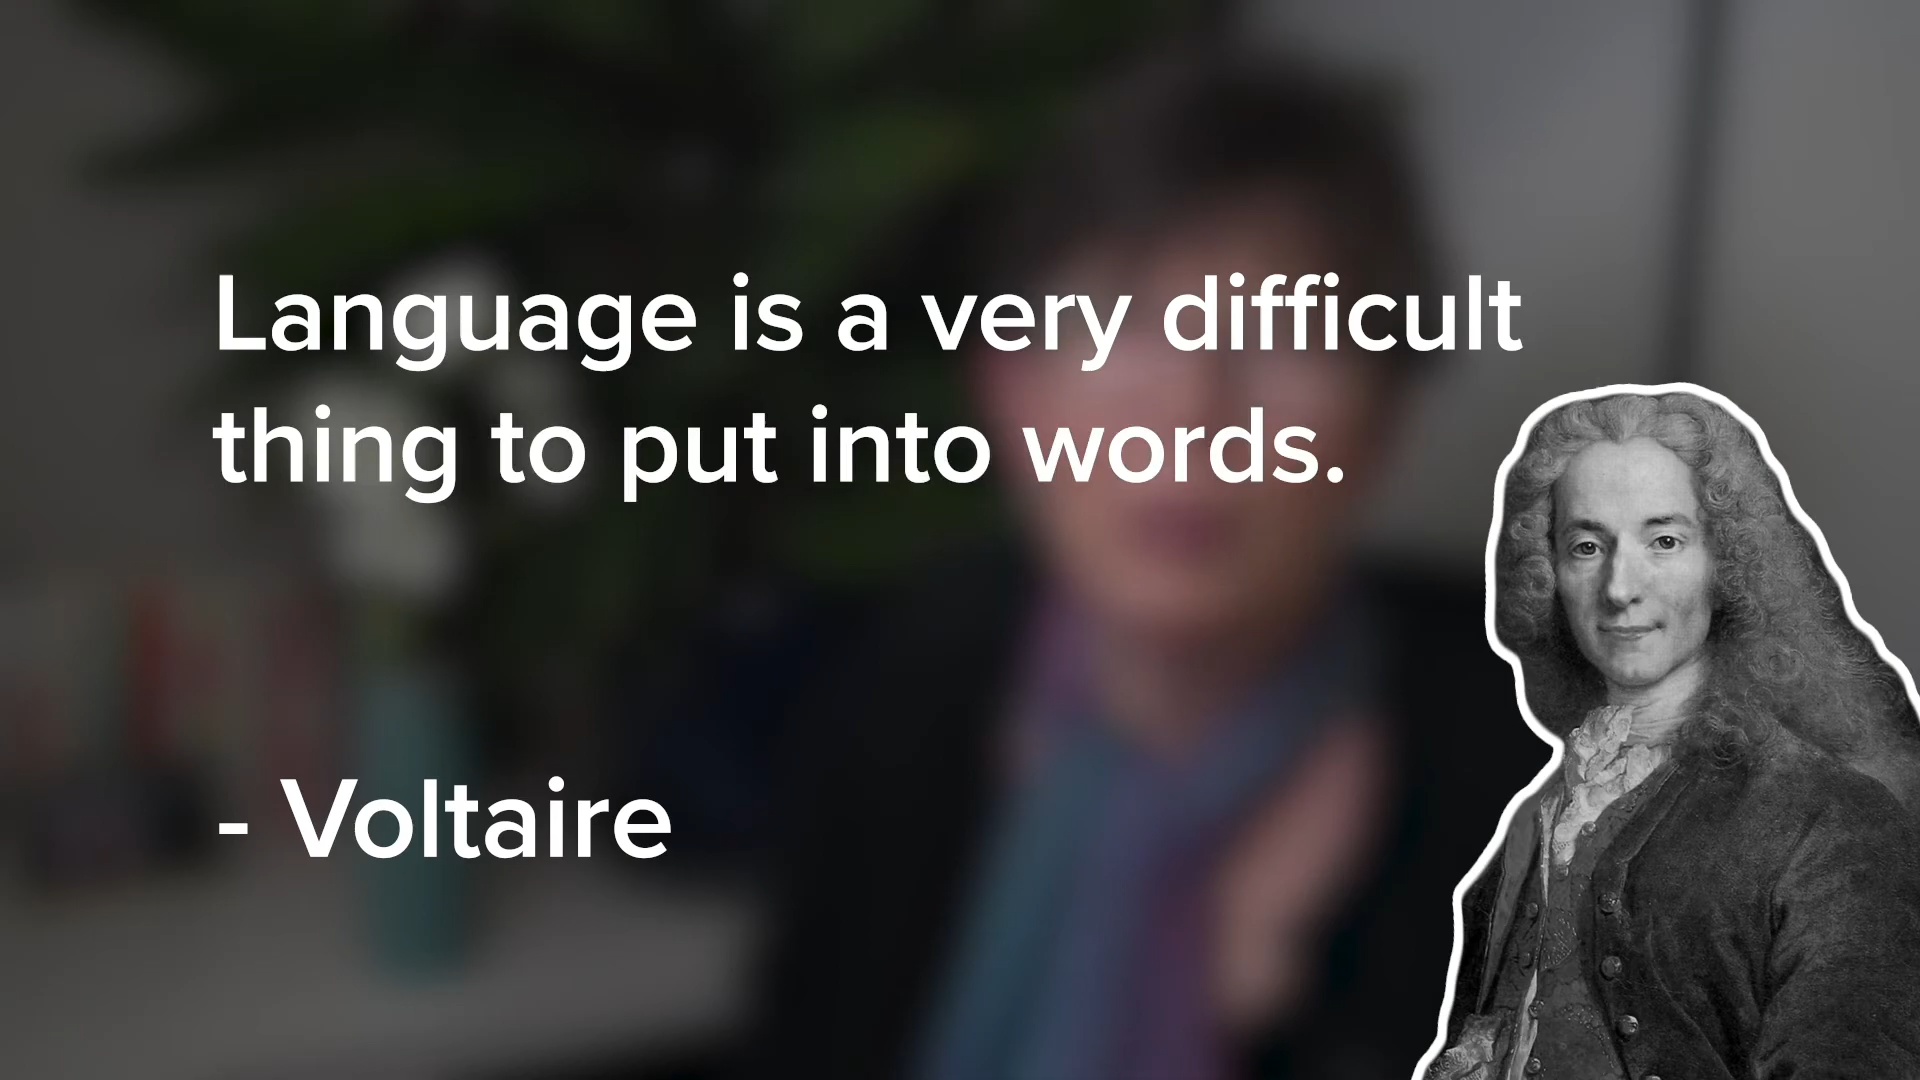 Language is a very difficult
thing to put into words.
- Voltaire